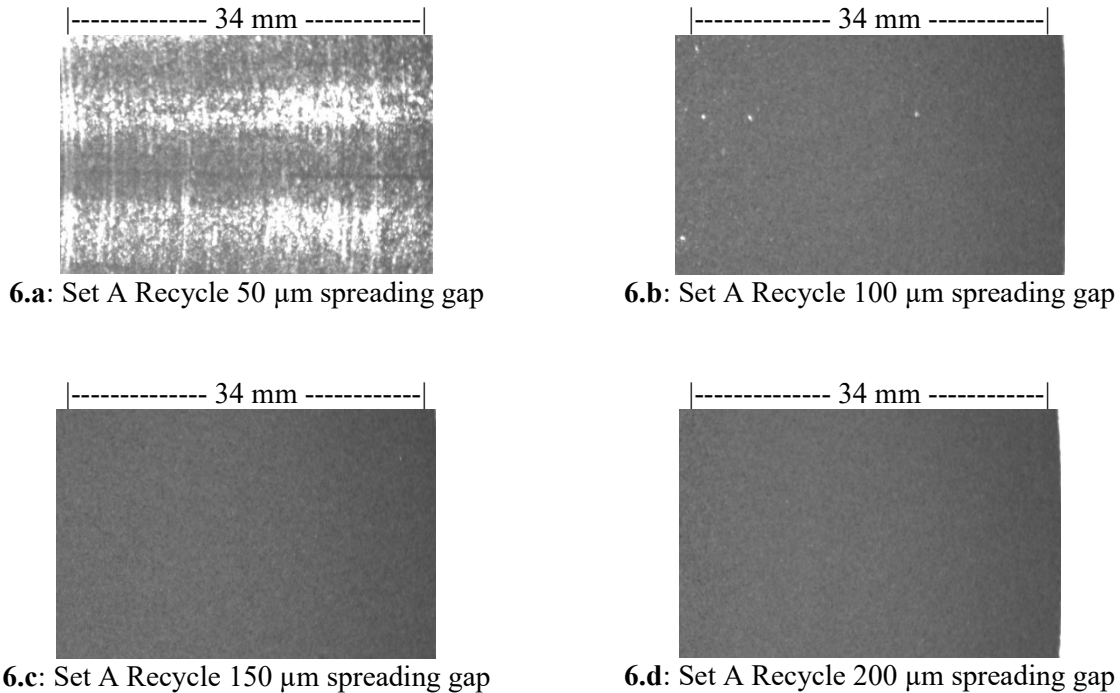 |-------------- 34 mm ------------|
|-------------- 34 mm ------------|
6.a: Set A Recycle 50 µm spreading gap
6.b: Set A Recycle 100 µm spreading gap
|-------------- 34 mm ------------|
|-------------- 34 mm ------------|
6.c: Set A Recycle 150 µm spreading gap
6.d: Set A Recycle 200 µm spreading gap